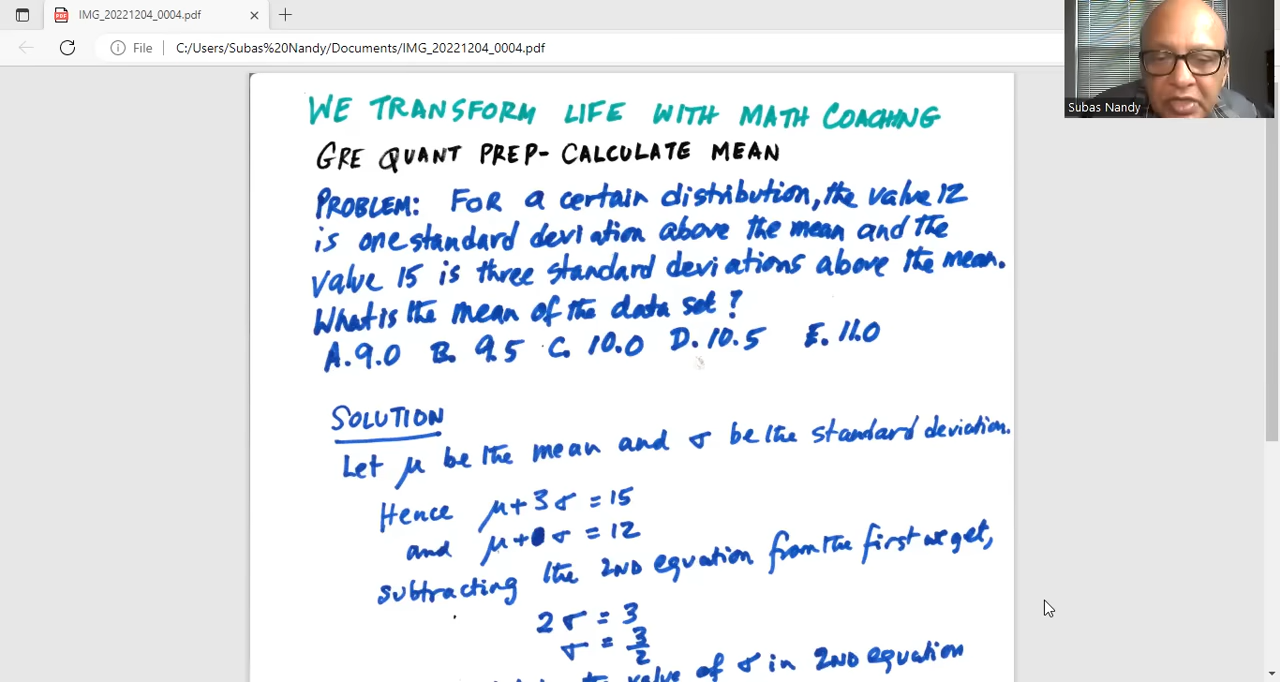 IMG_20221204_0004.pdf
File
C:/Users/Subas%20Nandy/Documents/IMG_20221204_0004.pdf
Subas Nandy
WE TRANSFORM LIFE WITH MATH COACHING
GRE QUANT PREP- CALCULATE MEAN
PROBLEM: FOR a certain distribution, the value 12
is one standard deviation above the mean and the
value 15 is three standard deviations above the mean.
What is the mean of the data set?
A. 9.0 B. 9.5 C. 10.0 D. 10.5 E. 11.0
SOLUTION
Let μ be the mean and σ be the standard deviation.
Hence μ + 3σ = 15
and μ + σ = 12
subtracting the 2ND equation from the first we get,
2σ = 3
σ = 3/2
value of σ in 2ND equation